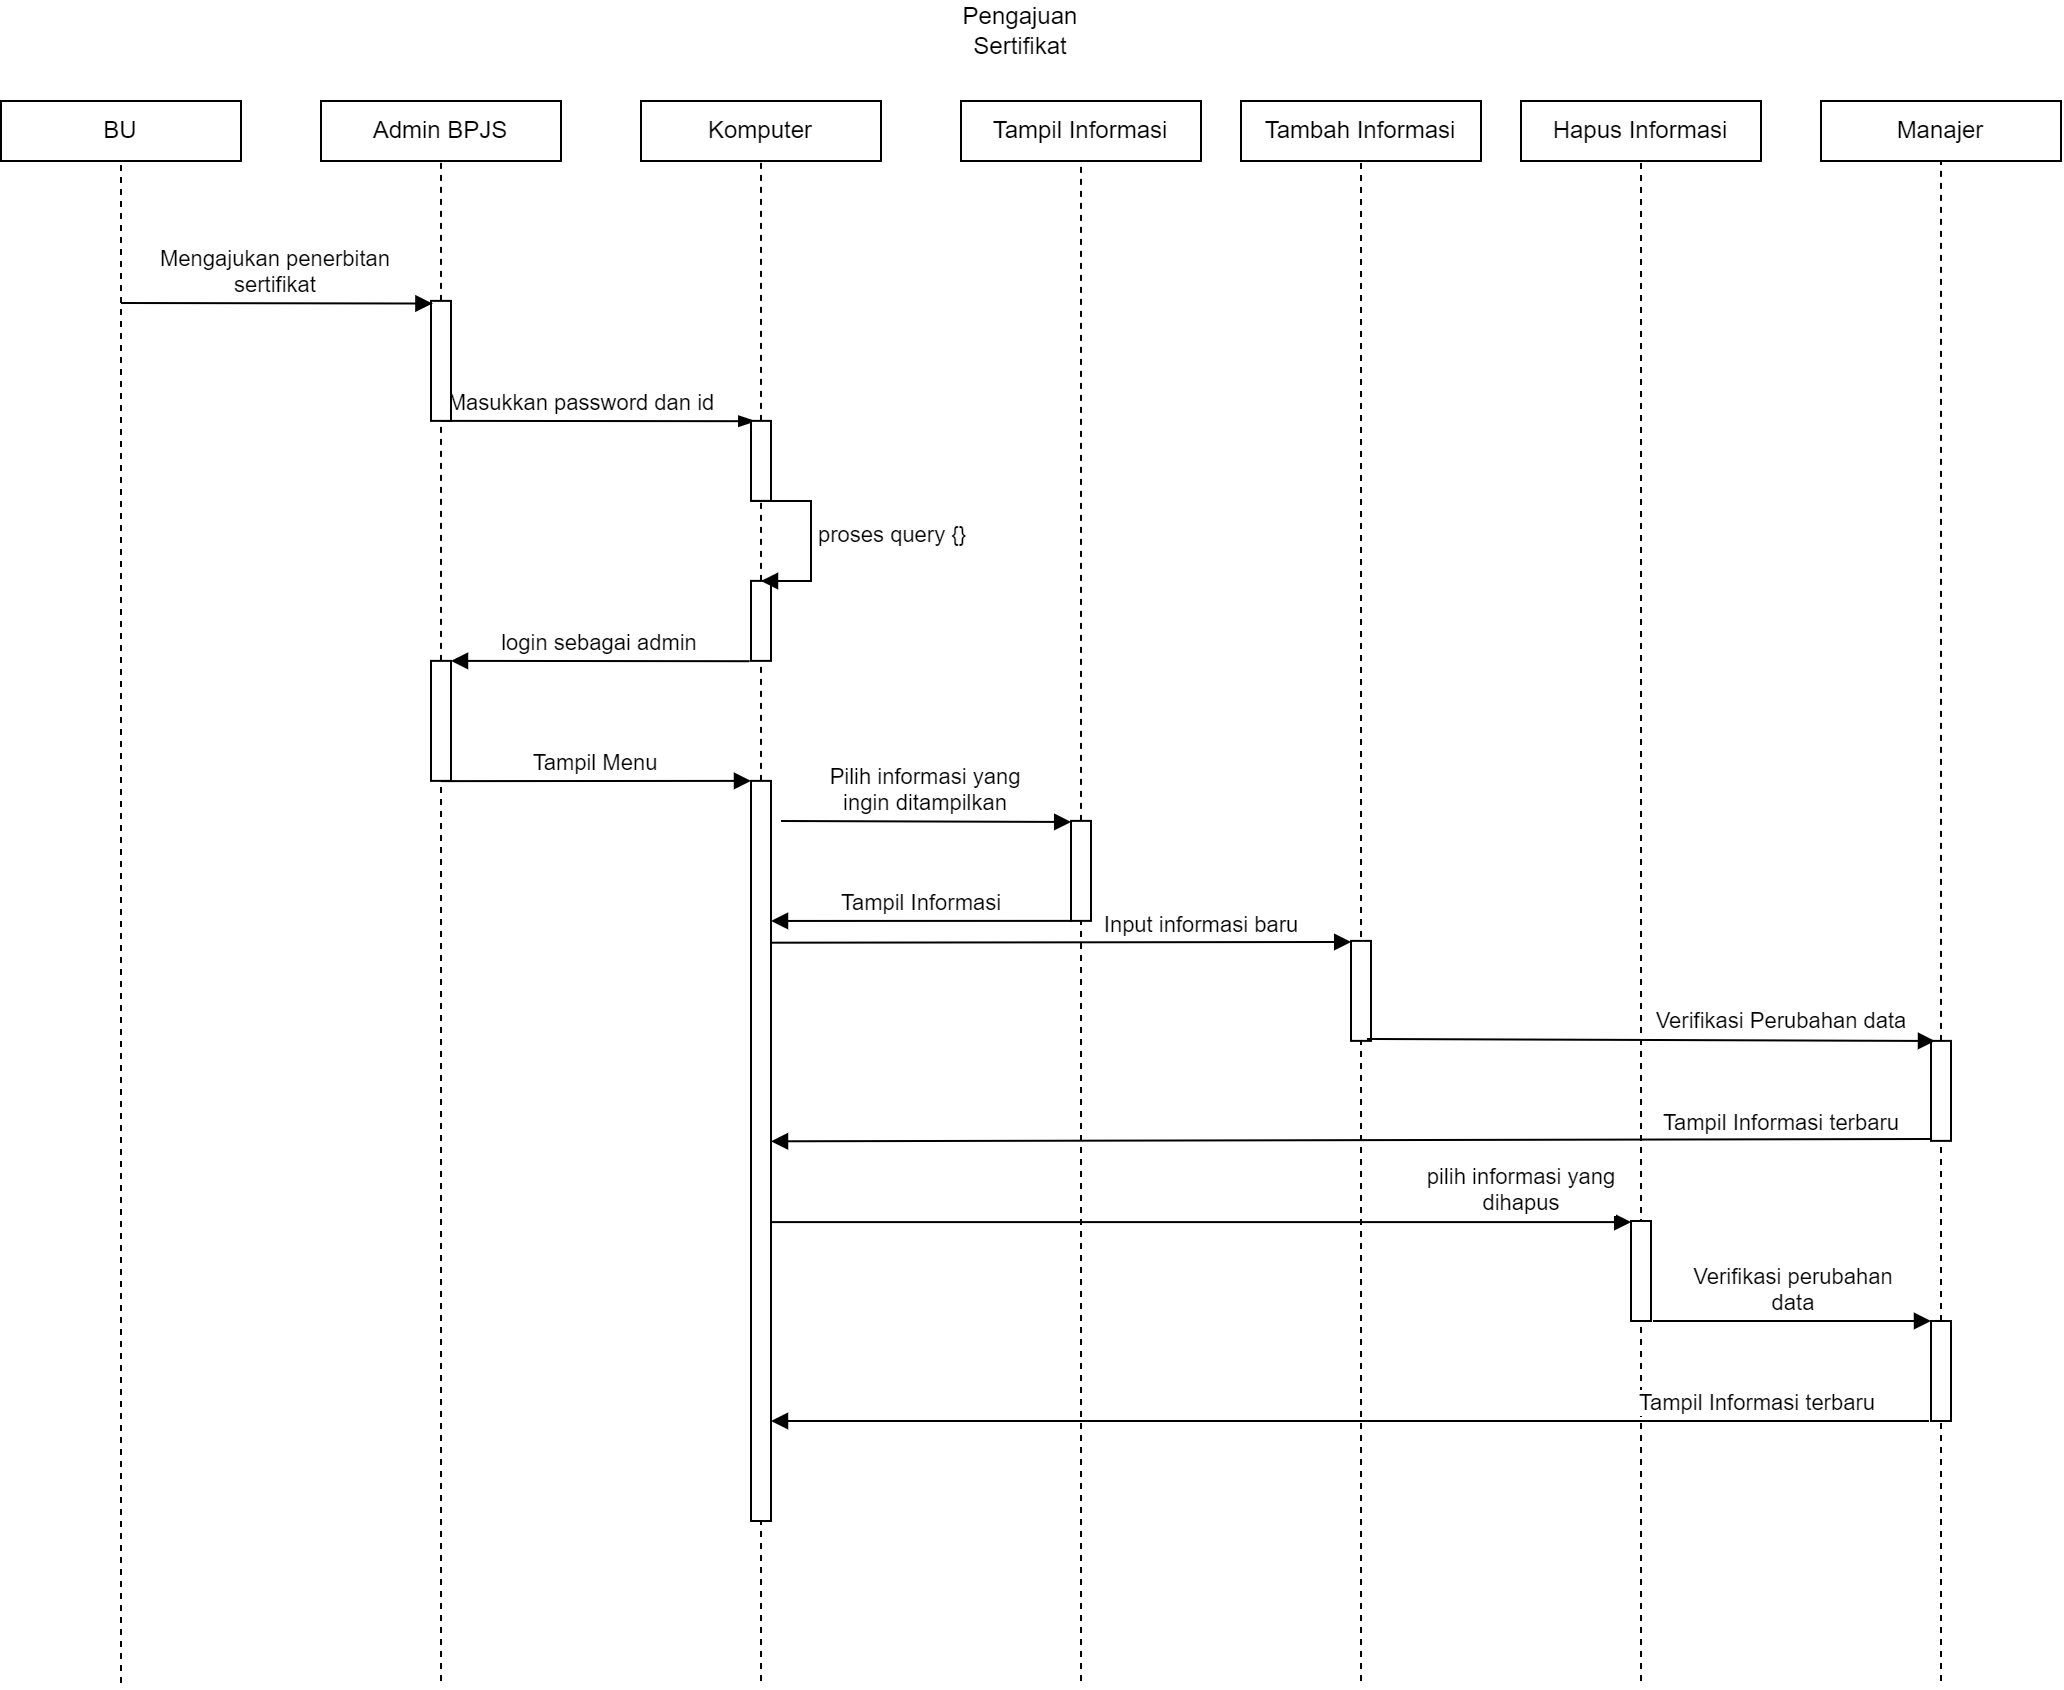 Pengajuan
Sertifikat
BU
Admin BPJS
Komputer
Tampil Informasi
Tambah Informasi
Hapus Informasi
Manajer
Mengajukan penerbitan
sertifikat
Masukkan password dan id
proses query {}
login sebagai admin
Tampil Menu
Pilih informasi yang
ingin ditampilkan
Tampil Informasi
Input informasi baru
Verifikasi Perubahan data
Tampil Informasi terbaru
pilih informasi yang
dihapus
Verifikasi perubahan
data
Tampil Informasi terbaru